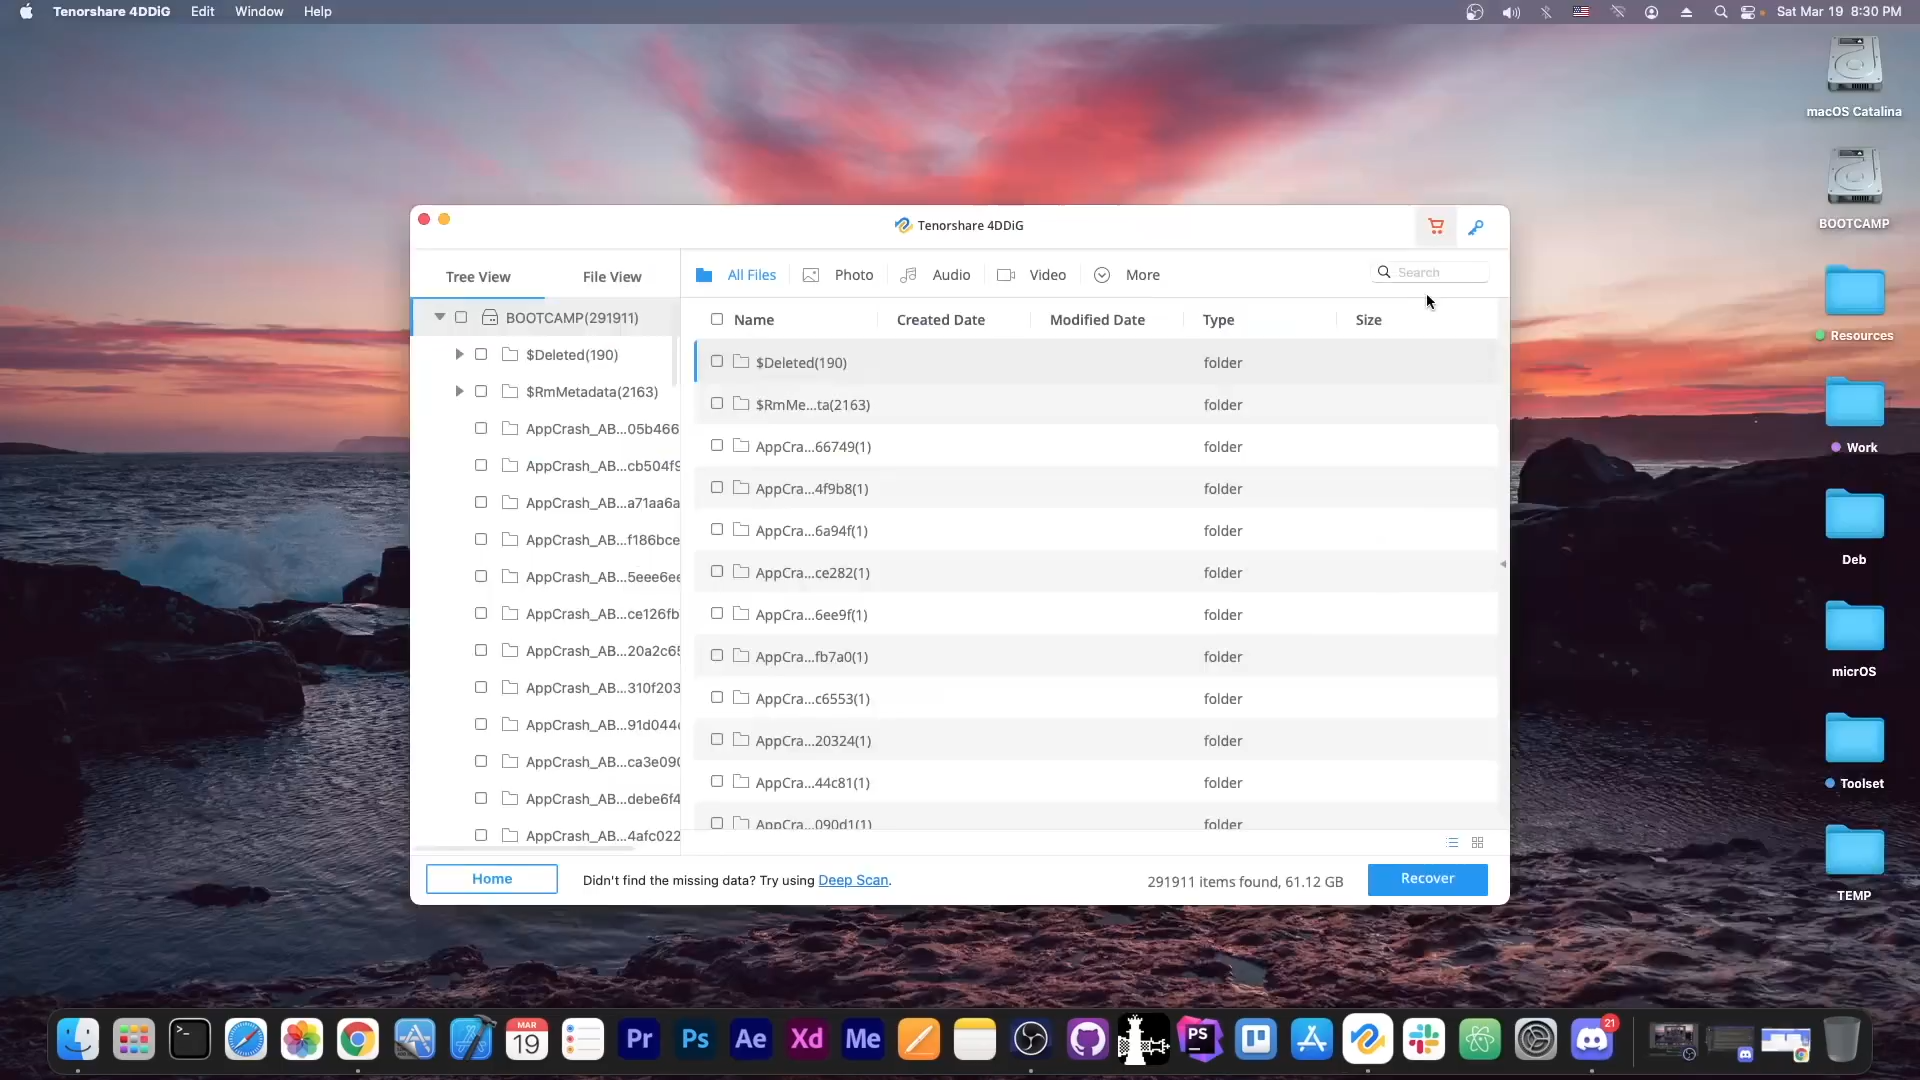 Tenorshare 4DDiG Edit Window Help
Sat Mar 19 8:30 PM
macOS Catalina
BOOTCAMP
Resources
Work
Deb
micrOS
Toolset
TEMP
Tenorshare 4DDiG
Tree View File View
All Files Photo Audio Video More
Search
BOOTCAMP(291911)
$Deleted(190)
$RmMetadata(2163)
AppCrash_AB...05b466
AppCrash_AB...cb504f9
AppCrash_AB...a71aa6a
AppCrash_AB...f186bce
AppCrash_AB...5eee6ee
AppCrash_AB...ce126fb
AppCrash_AB...20a2c65
AppCrash_AB...310f203
AppCrash_AB...91d044c
AppCrash_AB...ca3e090
AppCrash_AB...debe6f4
AppCrash_AB...4afc022
Name Created Date Modified Date Type Size
$Deleted(190) folder
$RmMe...ta(2163) folder
AppCra...66749(1) folder
AppCra...4f9b8(1) folder
AppCra...6a94f(1) folder
AppCra...ce282(1) folder
AppCra...6ee9f(1) folder
AppCra...fb7a0(1) folder
AppCra...c6553(1) folder
AppCra...20324(1) folder
AppCra...44c81(1) folder
AppCra...090d1(1) folder
Home
Didn't find the missing data? Try using Deep Scan.
291911 items found, 61.12 GB
Recover
MAR
19
Pr
Ps
Ae
Xd
Me
PS
21